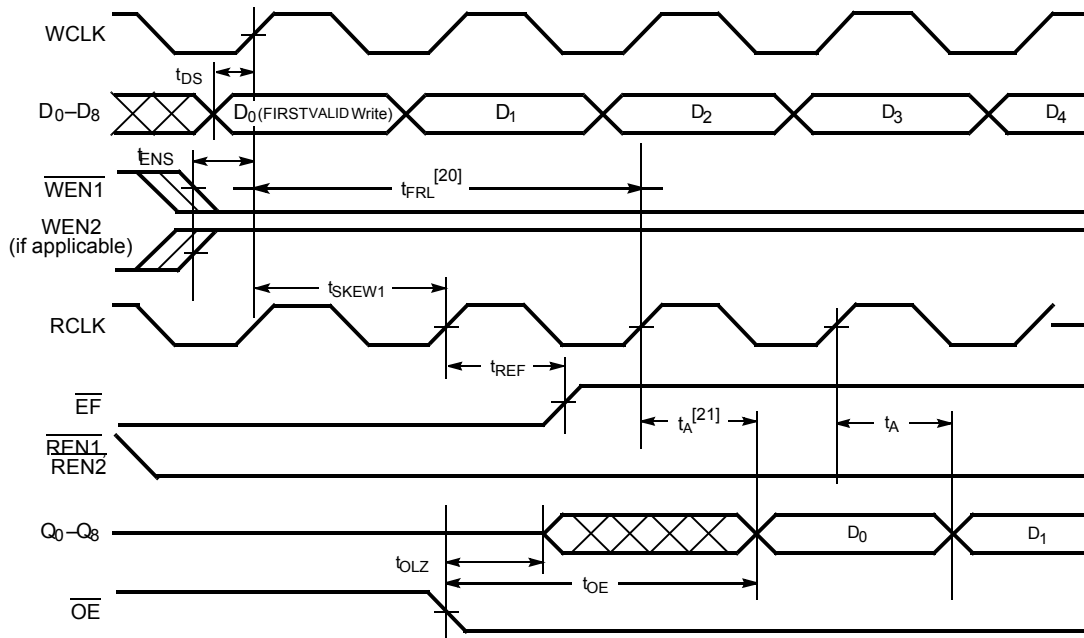 WCLK
tDS
D0–D8
D0 (FIRSTVALID Write)
D1
D2
D3
D4
tENS
WEN1
tFRL[20]
WEN2
(if applicable)
tSKEW1
RCLK
tREF
EF
tA[21]
tA
REN1,
REN2
Q0–Q8
D0
D1
tOLZ
tOE
OE